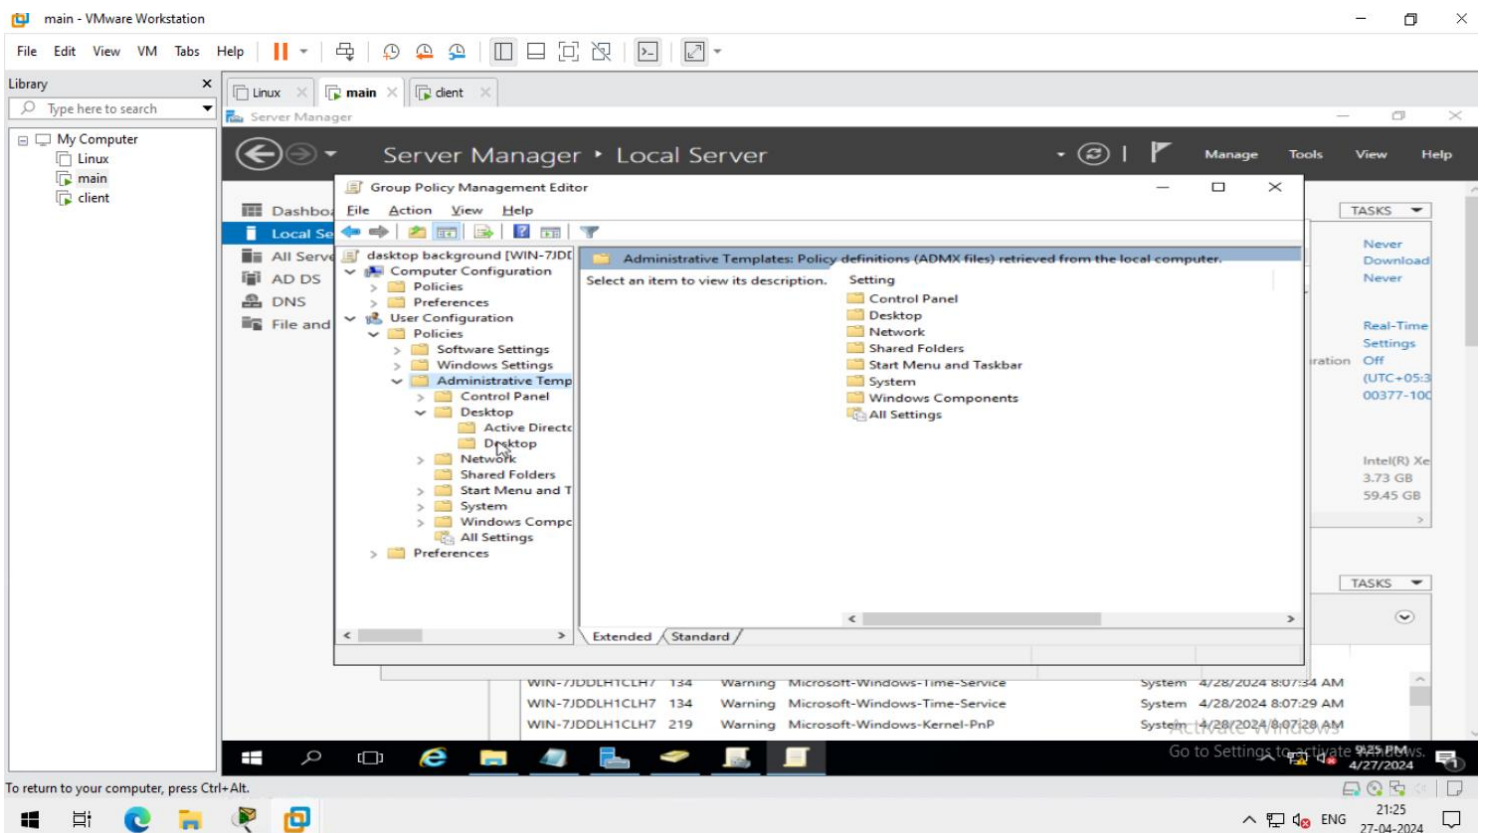 main - VMware Workstation
File Edit View VM Tabs Help
Library
Type here to search
My Computer
Linux
main
client
Linux
main
client
Server Manager
Server Manager • Local Server
Manage Tools View Help
TASKS
Group Policy Management Editor
File Action View Help
Local Se
All Serve
AD DS
DNS
File and
dasktop background [WIN-7JD
Computer Configuration
Policies
Preferences
User Configuration
Policies
Software Settings
Windows Settings
Administrative Temp
Control Panel
Desktop
Active Directo
Desktop
Network
Shared Folders
Start Menu and T
System
Windows Compo
All Settings
Preferences
Administrative Templates: Policy definitions (ADMX files) retrieved from the local computer.
Select an item to view its description.
Setting
Control Panel
Desktop
Network
Shared Folders
Start Menu and Taskbar
System
Windows Components
All Settings
Extended Standard
Never
Download
Never
Real-Time
Settings
Off
(UTC+05:3
00377-100
Intel(R) Xe
3.73 GB
59.45 GB
TASKS
WIN-7JDDLH1CLH7 134 Warning Microsoft-Windows-Time-Service System 4/28/2024 8:07:34 AM
WIN-7JDDLH1CLH7 134 Warning Microsoft-Windows-Time-Service System 4/28/2024 8:07:29 AM
WIN-7JDDLH1CLH7 219 Warning Microsoft-Windows-Kernel-PnP System 4/28/2024 8:07:28 AM
Activate Windows
Go to Settings to activate Windows.
9:25 PM
4/27/2024
To return to your computer, press Ctrl+Alt.
ENG
21:25
27-04-2024